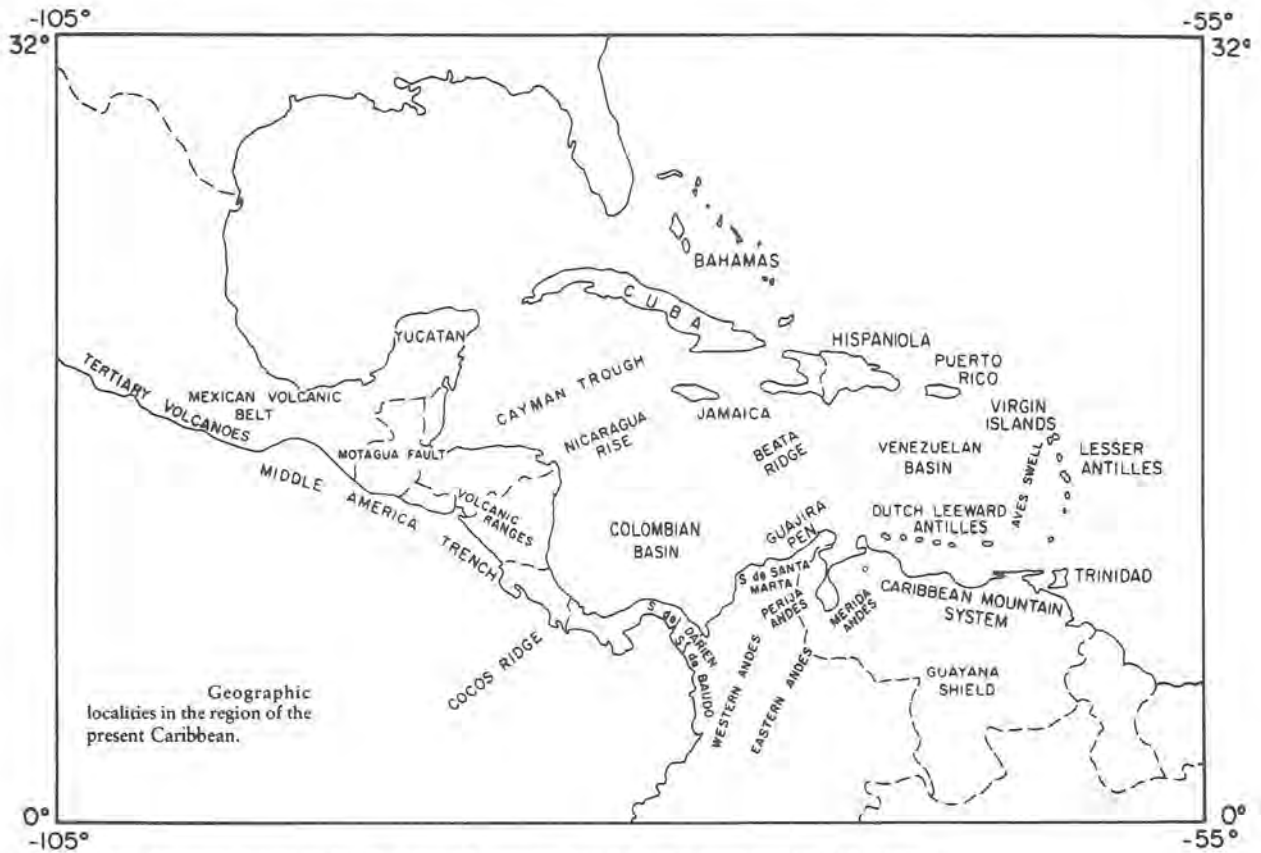 -105°
-55°
32°
32°
BAHAMAS
CUBA
YUCATAN
HISPANIOLA
PUERTO
RICO
TERTIARY VOLCANOES
MEXICAN VOLCANIC
BELT
CAYMAN TROUGH
JAMAICA
NICARAGUA
RISE
VIRGIN
ISLANDS
BEATA
RIDGE
VENEZUELAN
BASIN
LESSER
ANTILLES
AVES SWELL
MOTAGUA FAULT
MIDDLE AMERICA TRENCH
VOLCANIC
RANGES
COLOMBIAN
BASIN
GUAJIRA
PEN
DUTCH LEEWARD
ANTILLES
S de SANTA
MARTA
PERIJA
ANDES
MERIDA
ANDES
TRINIDAD
CARIBBEAN MOUNTAIN
SYSTEM
S del DARIEN
S. de BAUDO
COCOS RIDGE
WESTERN ANDES
EASTERN ANDES
GUAYANA
SHIELD
Geographic
localities in the region of the
present Caribbean.
0°
0°
-105°
-55°